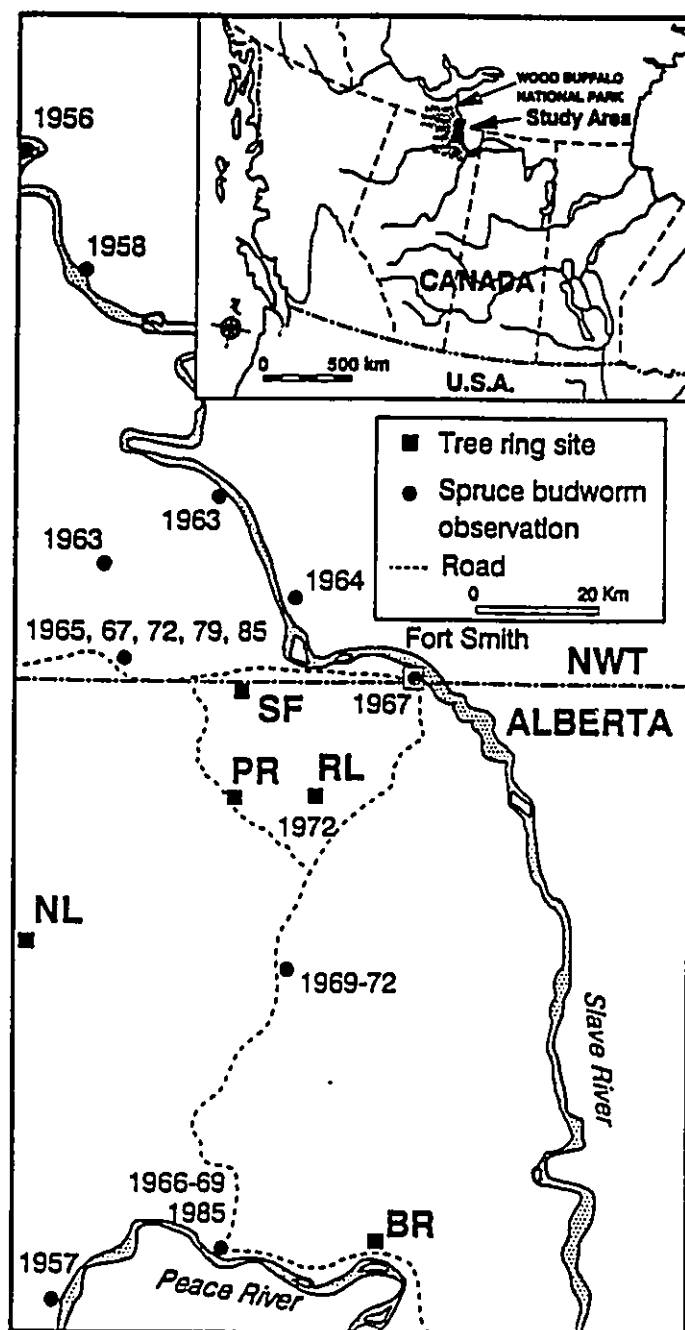 WOOD BUFFALO
NATIONAL PARK
Study Area
CANADA
0 500 km
U.S.A.
1956
1958
Tree ring site
Spruce budworm
observation
Road
0 20 Km
1963
1963
1964
1965, 67, 72, 79, 85
Fort Smith
NWT
1967
ALBERTA
SF
PR
RL
1972
NL
1969-72
Slave River
1966-69
1985
BR
1957
Peace River